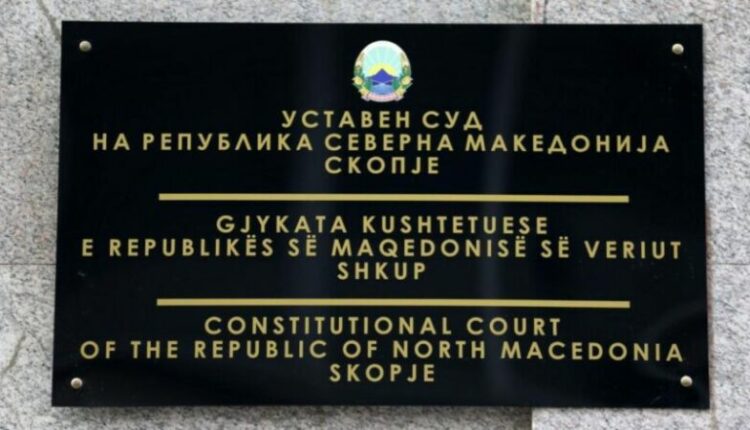 УСТАВЕН СУД
НА РЕПУБЛИКА СЕВЕРНА МАКЕДОНИЈА
СКОПЈЕ
GJYKATA KUSHTETUESE
E REPUBLIKËS SË MAQEDONISË SË VERIUT
SHKUP
CONSTITUTIONAL COURT
OF THE REPUBLIC OF NORTH MACEDONIA
SKOPJE